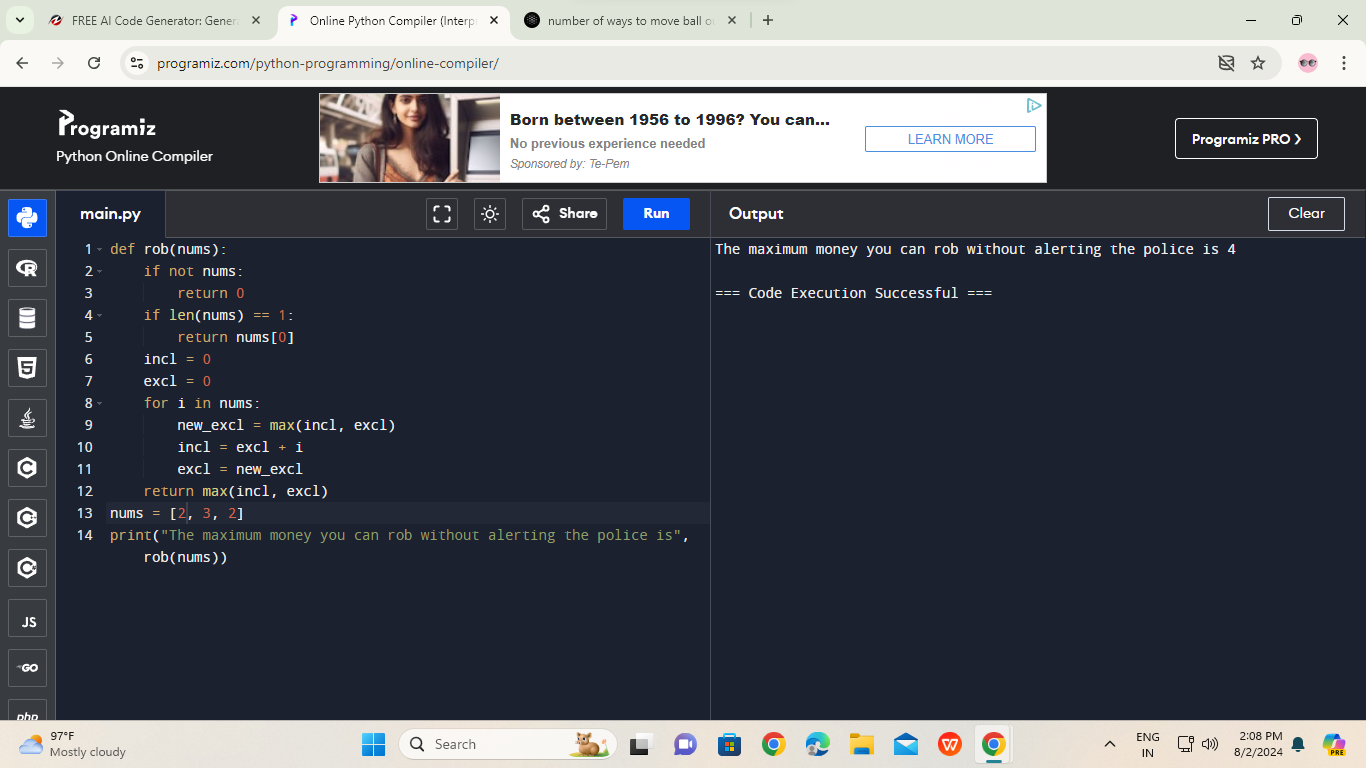 FREE AI Code Generator: Genera
Online Python Compiler (Interp
number of ways to move ball o
programiz.com/python-programming/online-compiler/
Programiz
Python Online Compiler
Born between 1956 to 1996? You can...
No previous experience needed
Sponsored by: Te-Pem
LEARN MORE
Programiz PRO >
main.py
Share
Run
Output
Clear
1 def rob(nums):
2 if not nums:
3 return 0
4 if len(nums) == 1:
5 return nums[0]
6 incl = 0
7 excl = 0
8 for i in nums:
9 new_excl = max(incl, excl)
10 incl = excl + i
11 excl = new_excl
12 return max(incl, excl)
13 nums = [2, 3, 2]
14 print("The maximum money you can rob without alerting the police is",
rob(nums))
The maximum money you can rob without alerting the police is 4
=== Code Execution Successful ===
R
5
C
C
C
JS
GO
php
97°F
Mostly cloudy
Search
W
PRE
ENG
IN
2:08 PM
8/2/2024